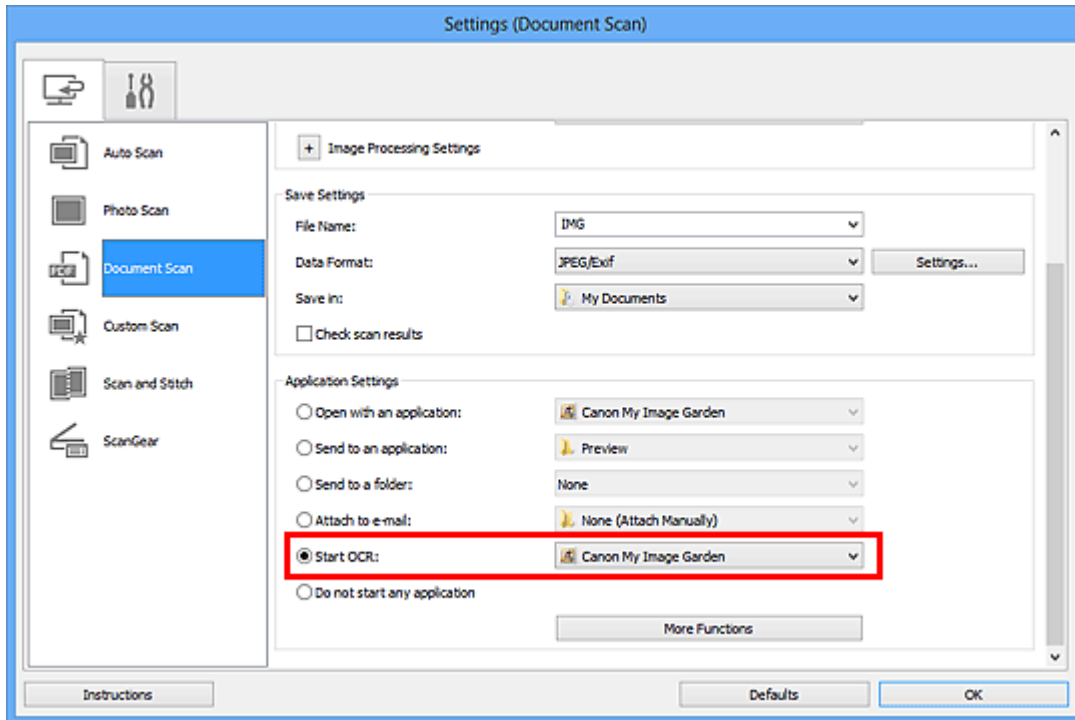 Settings (Document Scan)
Auto Scan
Photo Scan
PDF
Document Scan
Custom Scan
Scan and Stitch
ScanGear
+ Image Processing Settings
Save Settings
File Name: IMG
Data Format: JPEG/Exif Settings...
Save in: My Documents
Check scan results
Application Settings
Open with an application: Canon My Image Garden
Send to an application: Preview
Send to a folder: None
Attach to e-mail: None (Attach Manually)
Start OCR: Canon My Image Garden
Do not start any application
More Functions
Instructions Defaults OK